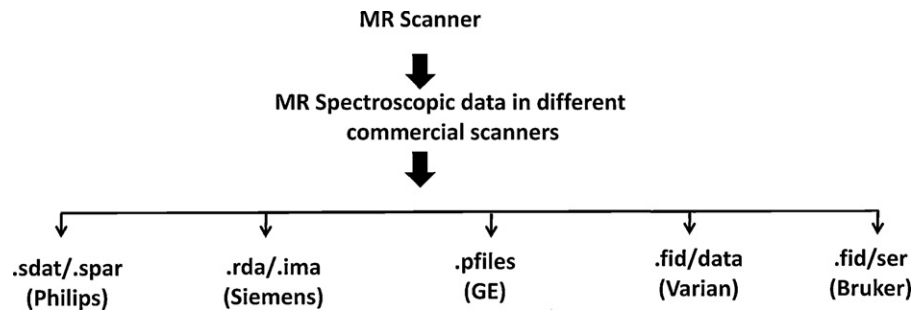 MR Scanner
MR Spectroscopic data in different
commercial scanners
.sdat/.spar
(Philips)
.rda/.ima
(Siemens)
.pfiles
(GE)
.fid/data
(Varian)
.fid/ser
(Bruker)